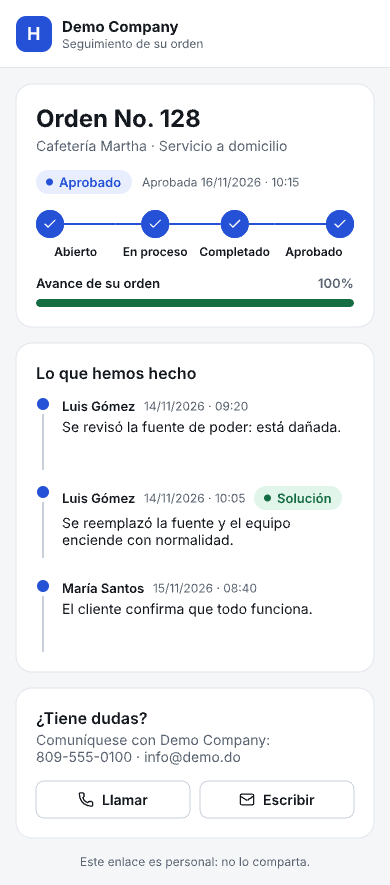 H
Demo Company
Seguimiento de su orden
Orden No. 128
Cafetería Martha · Servicio a domicilio
Aprobado
Aprobada 16/11/2026 · 10:15
Abierto
En proceso
Completado
Aprobado
Avance de su orden
100%
Lo que hemos hecho
Luis Gómez 14/11/2026 · 09:20
Se revisó la fuente de poder: está dañada.
Luis Gómez 14/11/2026 · 10:05 Solución
Se reemplazó la fuente y el equipo
enciende con normalidad.
María Santos 15/11/2026 · 08:40
El cliente confirma que todo funciona.
¿Tiene dudas?
Comuníquese con Demo Company:
809-555-0100 · info@demo.do
Llamar
Escribir
Este enlace es personal: no lo comparta.